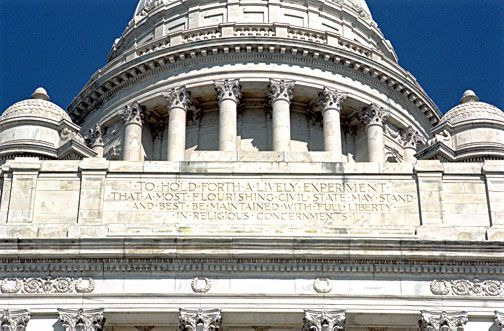 TO·HOLD·FORTH·A·LIVELY·EXPERIMENT
THAT·A·MOST·FLOURISHING·CIVIL·STATE·MAY·STAND
AND·BEST·BE·MAINTAINED·WITH·FULL·LIBERTY
IN·RELIGIOUS·CONCERNMENTS